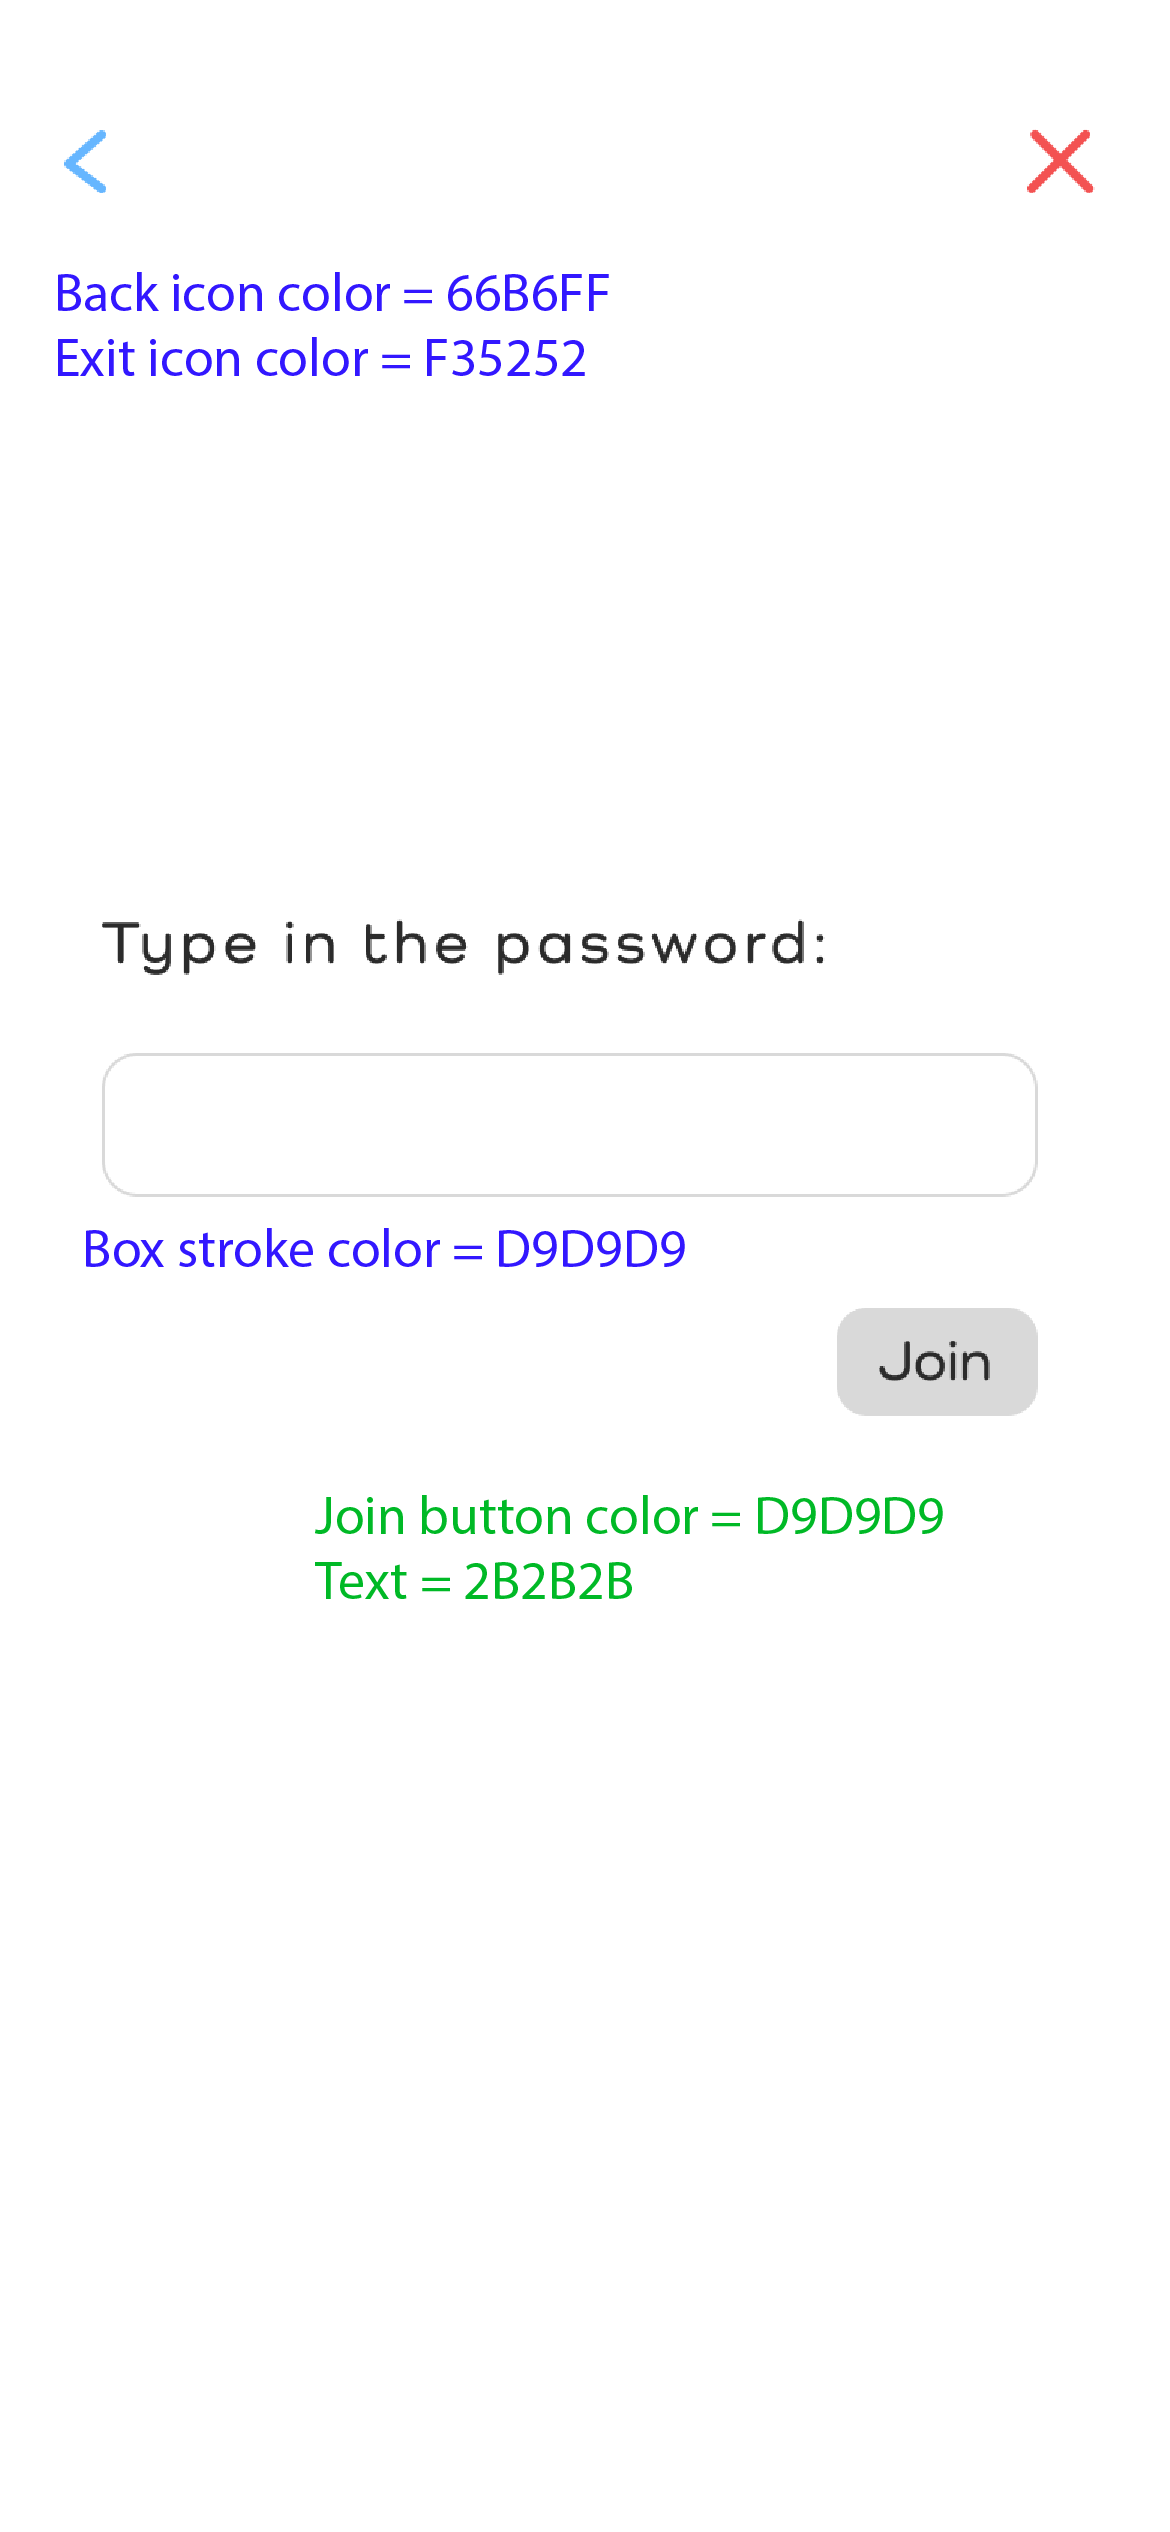 Back icon color = 66B6FF
Exit icon color = F35252
Type in the password:
Box stroke color = D9D9D9
Join
Join button color = D9D9D9
Text = 2B2B2B